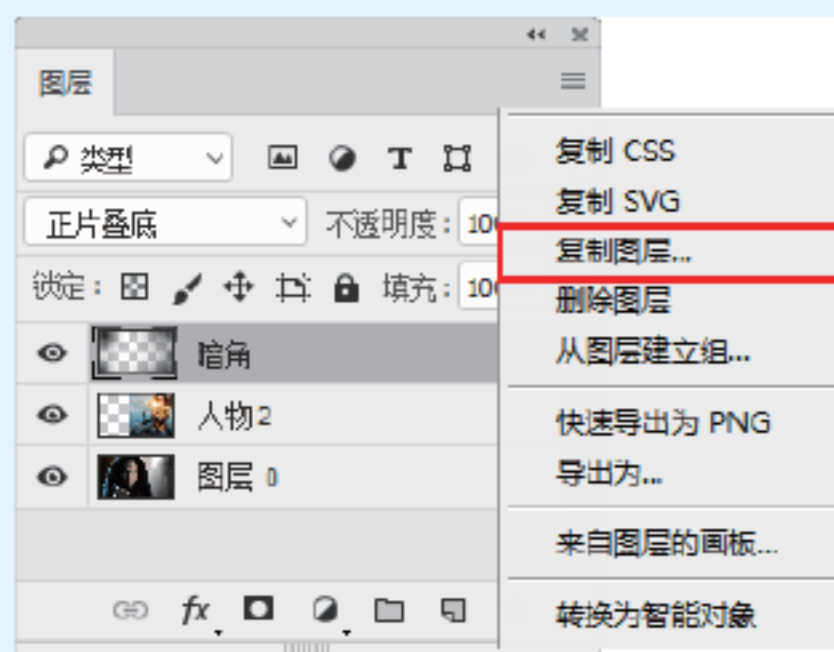 图层
类型
T
正片叠底
不透明度:
锁定:
填充:
暗角
人物2
图层 0
fx
复制 CSS
复制 SVG
复制图层...
删除图层
从图层建立组...
快速导出为 PNG
导出为...
来自图层的画板...
转换为智能对象